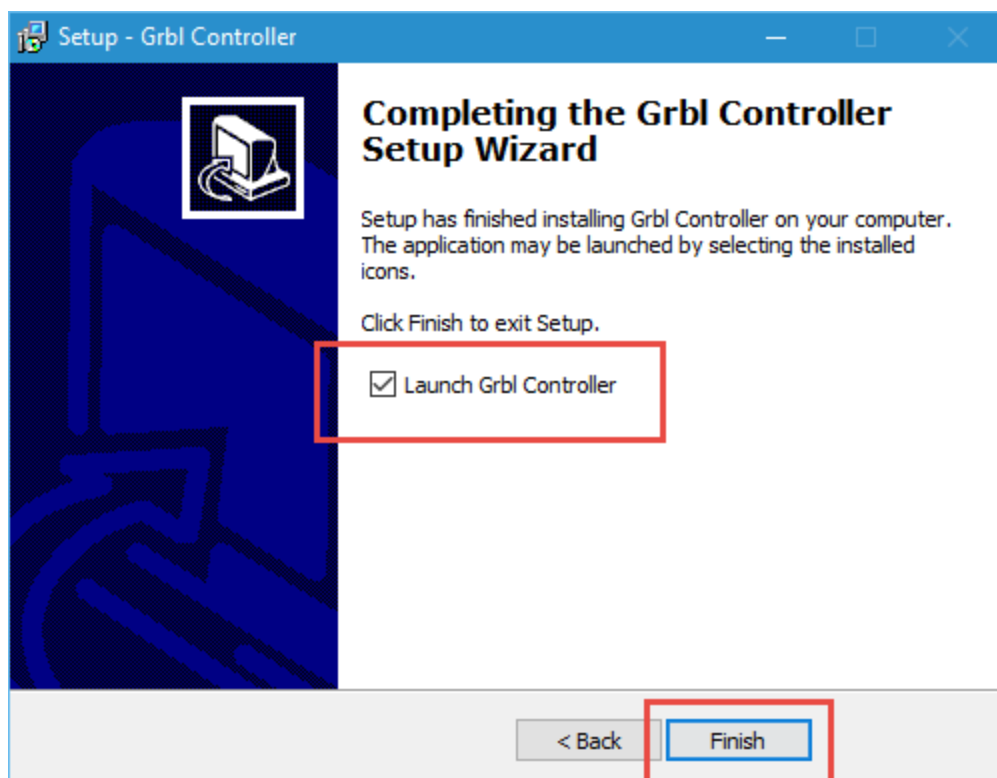 Setup - Grbl Controller
Completing the Grbl Controller
Setup Wizard
Setup has finished installing Grbl Controller on your computer.
The application may be launched by selecting the installed
icons.
Click Finish to exit Setup.
Launch Grbl Controller
< Back
Finish